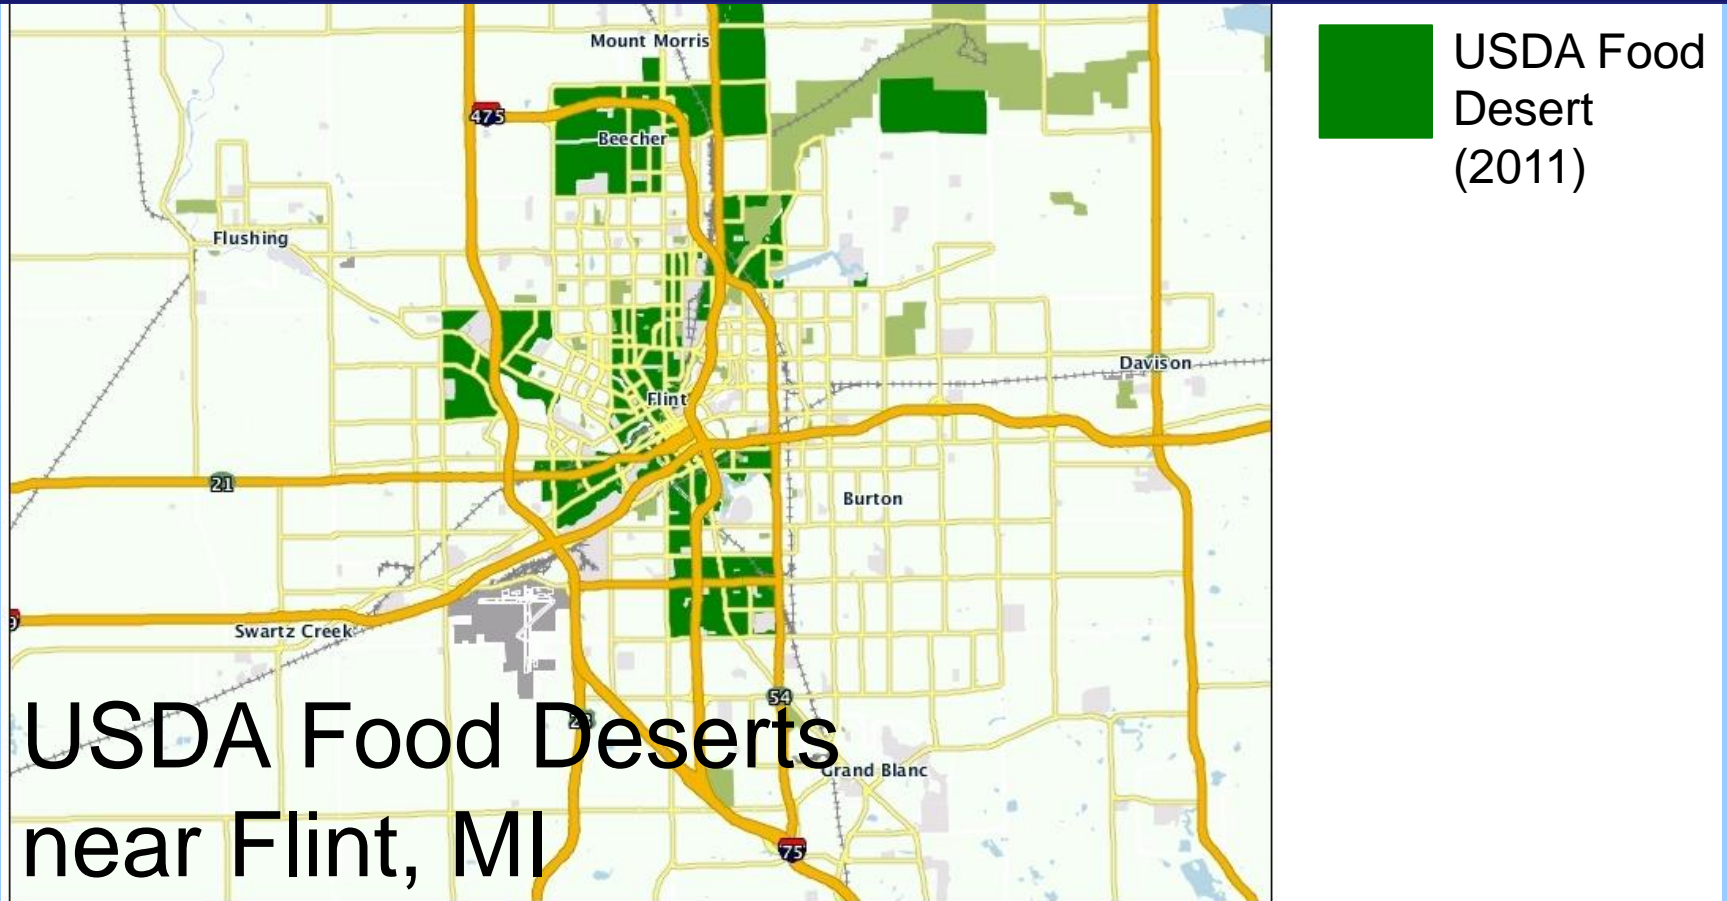 Mount Morris
475
Beecher
Flushing
Davison
Flint
21
Burton
Swartz Creek
54
USDA Food Deserts
Grand Blanc
near Flint, MI
75
USDA Food
Desert
(2011)